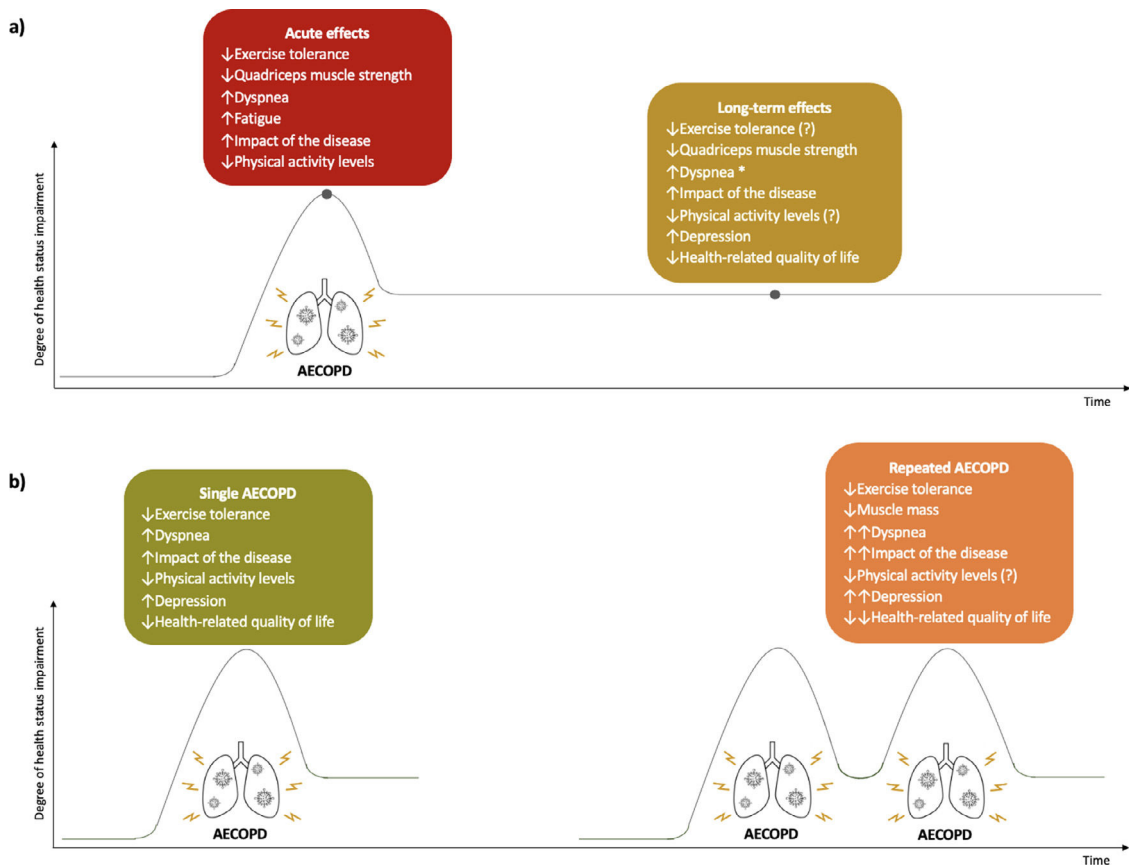 a)
Acute effects
↓Exercise tolerance
↓Quadriceps muscle strength
↑Dyspnea
↑Fatigue
↑Impact of the disease
↓Physical activity levels
Long-term effects
↓Exercise tolerance (?)
↓Quadriceps muscle strength
↑Dyspnea *
↑Impact of the disease
↓Physical activity levels (?)
↑Depression
↓Health-related quality of life
Degree of health status impairment
AECOPD
Time
b)
Single AECOPD
↓Exercise tolerance
↑Dyspnea
↑Impact of the disease
↓Physical activity levels
↑Depression
↓Health-related quality of life
Repeated AECOPD
↓Exercise tolerance
↓Muscle mass
↑↑Dyspnea
↑↑Impact of the disease
↓Physical activity levels (?)
↑↑Depression
↓↓Health-related quality of life
Degree of health status impairment
AECOPD
AECOPD
AECOPD
Time